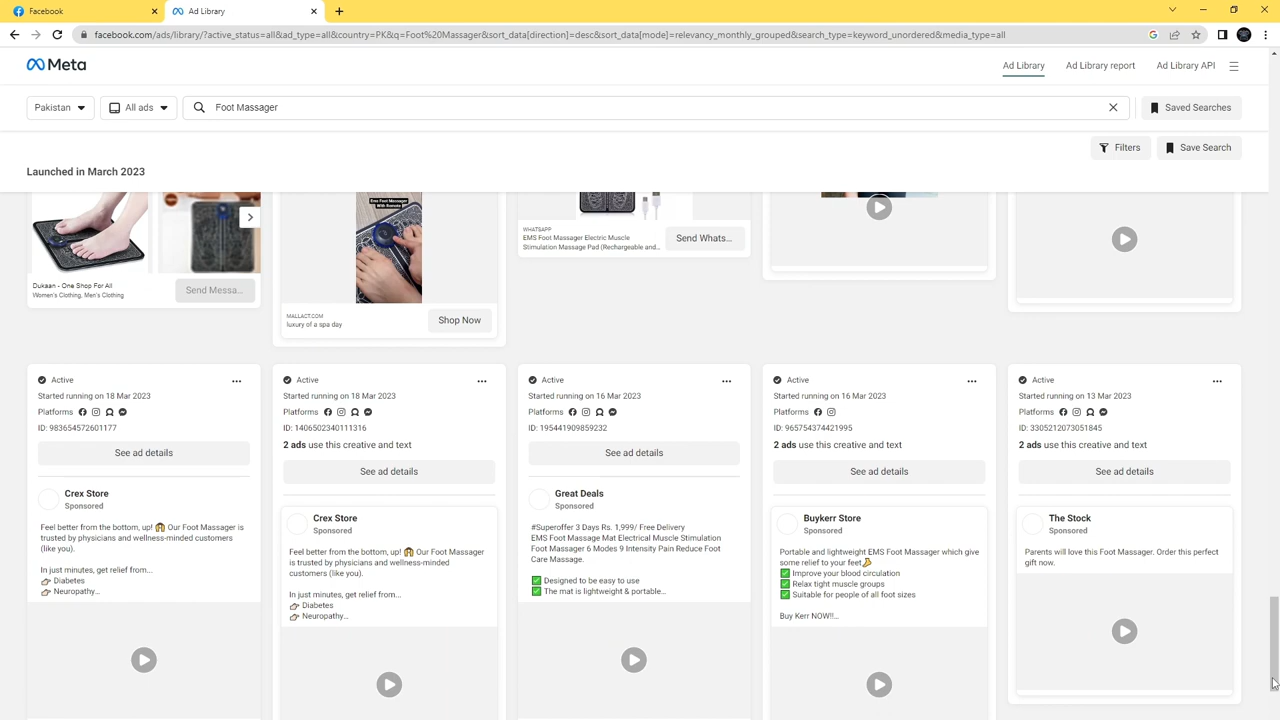 Facebook
Ad Library
facebook.com/ads/library/?active_status=all&ad_type=all&country=PK&q=Foot%20Massager&sort_data[direction]=desc&sort_data[mode]=relevancy_monthly_grouped&search_type=keyword_unordered&media_type=all
Meta
Ad Library
Ad Library report
Ad Library API
Pakistan
All ads
Foot Massager
Saved Searches
Filters
Save Search
Launched in March 2023
Dukaan - One Shop For All
Women's Clothing, Men's Clothing
Send Messa...
Ems Foot Massager
With Remote
MALLACT.COM
luxury of a spa day
Shop Now
WHATSAPP
EMS Foot Massager Electric Muscle
Stimulation Massage Pad (Rechargeable and...
Send Whats...
Active
Started running on 18 Mar 2023
Platforms
ID: 983654572601177
See ad details
Crex Store
Sponsored
Feel better from the bottom, up! 👫 Our Foot Massager is
trusted by physicians and wellness-minded customers
(like you).
In just minutes, get relief from...
👉 Diabetes
👉 Neuropathy...
Active
Started running on 18 Mar 2023
Platforms
ID: 1406502340111316
2 ads use this creative and text
See ad details
Crex Store
Sponsored
Feel better from the bottom, up! 👫 Our Foot Massager
is trusted by physicians and wellness-minded
customers (like you).
In just minutes, get relief from...
👉 Diabetes
👉 Neuropathy...
Active
Started running on 16 Mar 2023
Platforms
ID: 195441909859232
See ad details
Great Deals
Sponsored
#Superoffer 3 Days Rs. 1,999/ Free Delivery
EMS Foot Massage Mat Electrical Muscle Stimulation
Foot Massager 6 Modes 9 Intensity Pain Reduce Foot
Care Massage.
✅ Designed to be easy to use
✅ The mat is lightweight & portable...
Active
Started running on 16 Mar 2023
Platforms
ID: 965754374421995
2 ads use this creative and text
See ad details
Buykerr Store
Sponsored
Portable and lightweight EMS Foot Massager which give
some relief to your feet🦶
✅ Improve your blood circulation
✅ Relax tight muscle groups
✅ Suitable for people of all foot sizes
Buy Kerr NOW!!...
Active
Started running on 13 Mar 2023
Platforms
ID: 3305212073051845
2 ads use this creative and text
See ad details
The Stock
Sponsored
Parents will love this Foot Massager. Order this perfect
gift now.